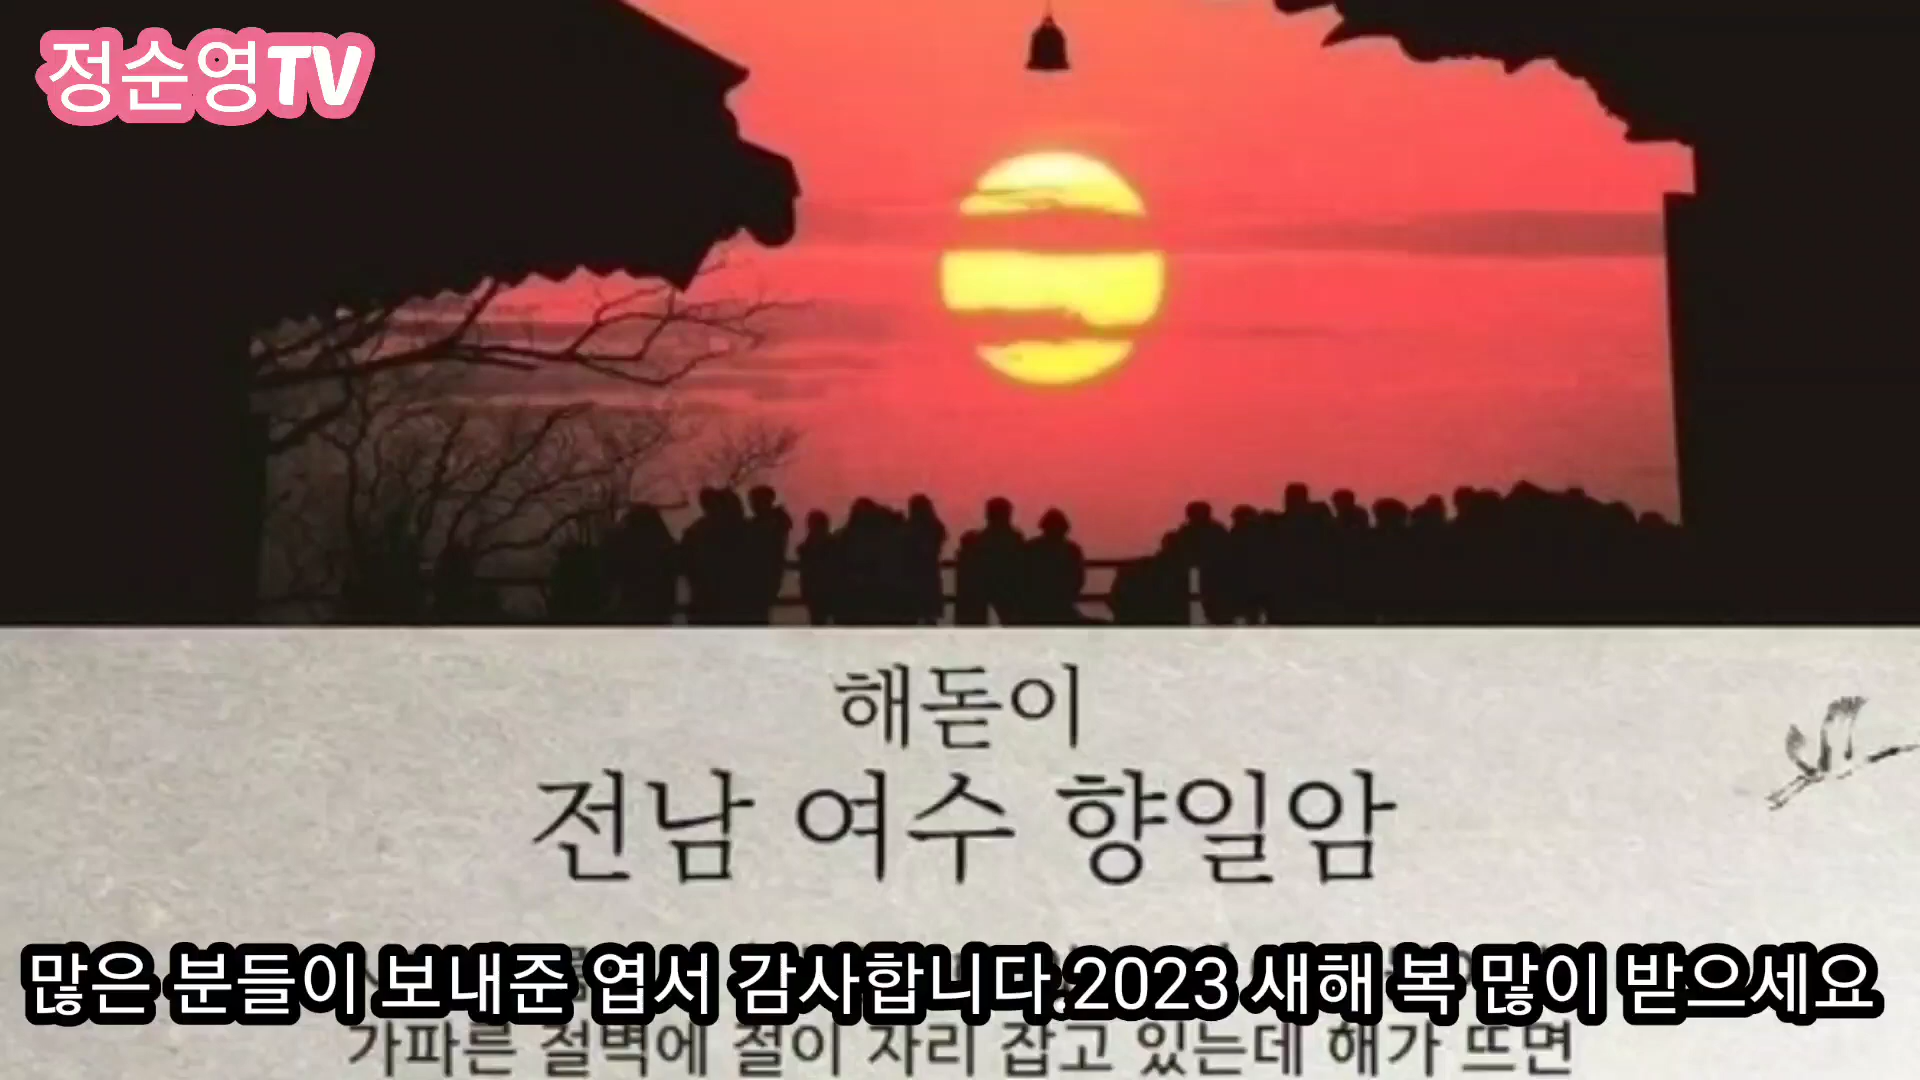 정순영TV
해돋이
전남 여수 향일암
많은 분들이 보내준 엽서 감사합니다.2023 새해 복 많이 받으세요
가파른 절벽에 절이 자리 잡고 있는데 해가 뜨면